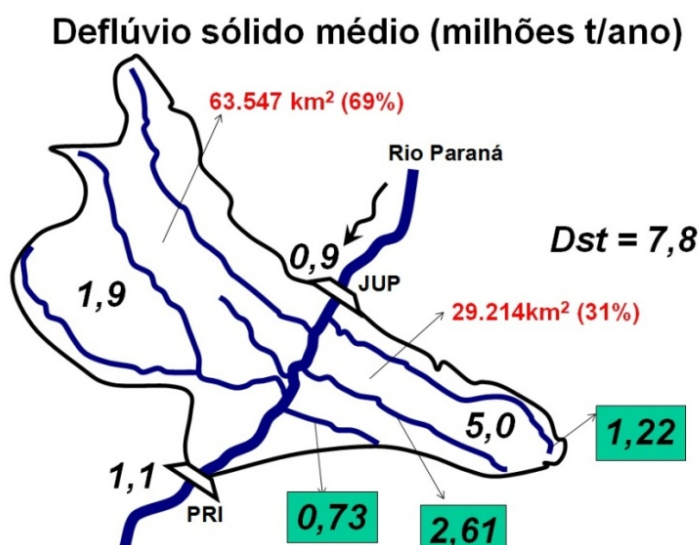 Deflúvio sólido médio (milhões t/ano)
63.547 km² (69%)
Rio Paraná
0,9
Dst = 7,8
JUP
1,9
29.214km² (31%)
5,0
1,22
1,1
PRI
0,73
2,61